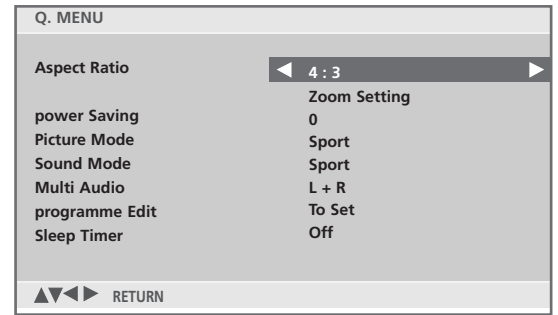 Q. MENU
Aspect Ratio ◀ 4 : 3 ▶
Zoom Setting
power Saving 0
Picture Mode Sport
Sound Mode Sport
Multi Audio L + R
programme Edit To Set
Sleep Timer Off
▲▼◀ ▶ RETURN